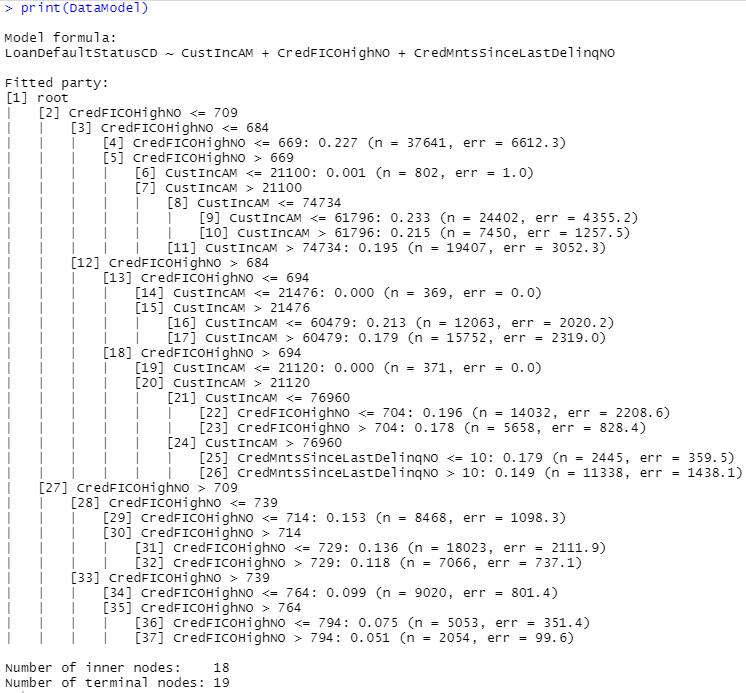 > print(DataModel)

Model formula:
LoanDefaultStatusCD ~ CustIncAM + CredFICOHighNO + CredMntsSinceLastDelinqNO

Fitted party:
[1] root
|   [2] CredFICOHighNO <= 709
|   |   [3] CredFICOHighNO <= 684
|   |   |   [4] CredFICOHighNO <= 669: 0.227 (n = 37641, err = 6612.3)
|   |   |   [5] CredFICOHighNO > 669
|   |   |   |   [6] CustIncAM <= 21100: 0.001 (n = 802, err = 1.0)
|   |   |   |   [7] CustIncAM > 21100
|   |   |   |   |   [8] CustIncAM <= 74734
|   |   |   |   |   |   [9] CustIncAM <= 61796: 0.233 (n = 24402, err = 4355.2)
|   |   |   |   |   |   [10] CustIncAM > 61796: 0.215 (n = 7450, err = 1257.5)
|   |   |   |   |   [11] CustIncAM > 74734: 0.195 (n = 19407, err = 3052.3)
|   |   [12] CredFICOHighNO > 684
|   |   |   [13] CredFICOHighNO <= 694
|   |   |   |   [14] CustIncAM <= 21476: 0.000 (n = 369, err = 0.0)
|   |   |   |   [15] CustIncAM > 21476
|   |   |   |   |   [16] CustIncAM <= 60479: 0.213 (n = 12063, err = 2020.2)
|   |   |   |   |   [17] CustIncAM > 60479: 0.179 (n = 15752, err = 2319.0)
|   |   |   [18] CredFICOHighNO > 694
|   |   |   |   [19] CustIncAM <= 21120: 0.000 (n = 371, err = 0.0)
|   |   |   |   [20] CustIncAM > 21120
|   |   |   |   |   [21] CustIncAM <= 76960
|   |   |   |   |   |   [22] CredFICOHighNO <= 704: 0.196 (n = 14032, err = 2208.6)
|   |   |   |   |   |   [23] CredFICOHighNO > 704: 0.178 (n = 5658, err = 828.4)
|   |   |   |   |   [24] CustIncAM > 76960
|   |   |   |   |   |   [25] CredMntsSinceLastDelinqNO <= 10: 0.179 (n = 2445, err = 359.5)
|   |   |   |   |   |   [26] CredMntsSinceLastDelinqNO > 10: 0.149 (n = 11338, err = 1438.1)
|   [27] CredFICOHighNO > 709
|   |   [28] CredFICOHighNO <= 739
|   |   |   [29] CredFICOHighNO <= 714: 0.153 (n = 8468, err = 1098.3)
|   |   |   [30] CredFICOHighNO > 714
|   |   |   |   [31] CredFICOHighNO <= 729: 0.136 (n = 18023, err = 2111.9)
|   |   |   |   [32] CredFICOHighNO > 729: 0.118 (n = 7066, err = 737.1)
|   |   [33] CredFICOHighNO > 739
|   |   |   [34] CredFICOHighNO <= 764: 0.099 (n = 9020, err = 801.4)
|   |   |   [35] CredFICOHighNO > 764
|   |   |   |   [36] CredFICOHighNO <= 794: 0.075 (n = 5053, err = 351.4)
|   |   |   |   [37] CredFICOHighNO > 794: 0.051 (n = 2054, err = 99.6)

Number of inner nodes:    18
Number of terminal nodes: 19